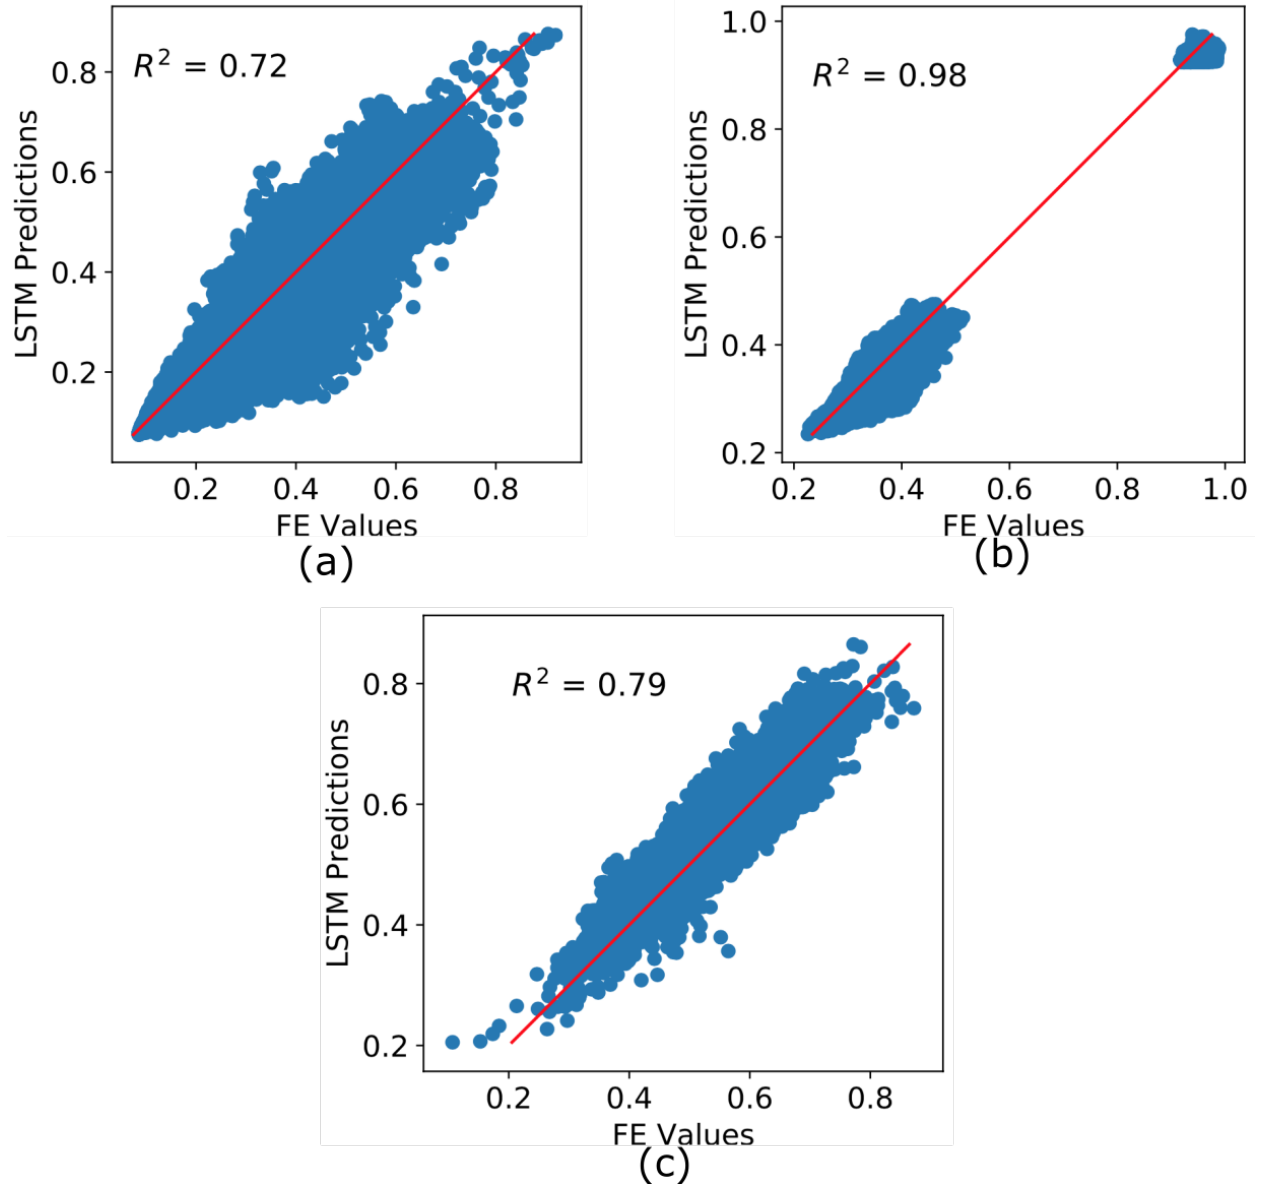 R² = 0.72
0.8
0.6
0.4
0.2
LSTM Predictions
0.2 0.4 0.6 0.8
FE Values
(a)
R² = 0.98
1.0
0.8
0.6
0.4
0.2
LSTM Predictions
0.2 0.4 0.6 0.8 1.0
FE Values
(b)
R² = 0.79
0.8
0.6
0.4
0.2
LSTM Predictions
0.2 0.4 0.6 0.8
FE Values
(c)